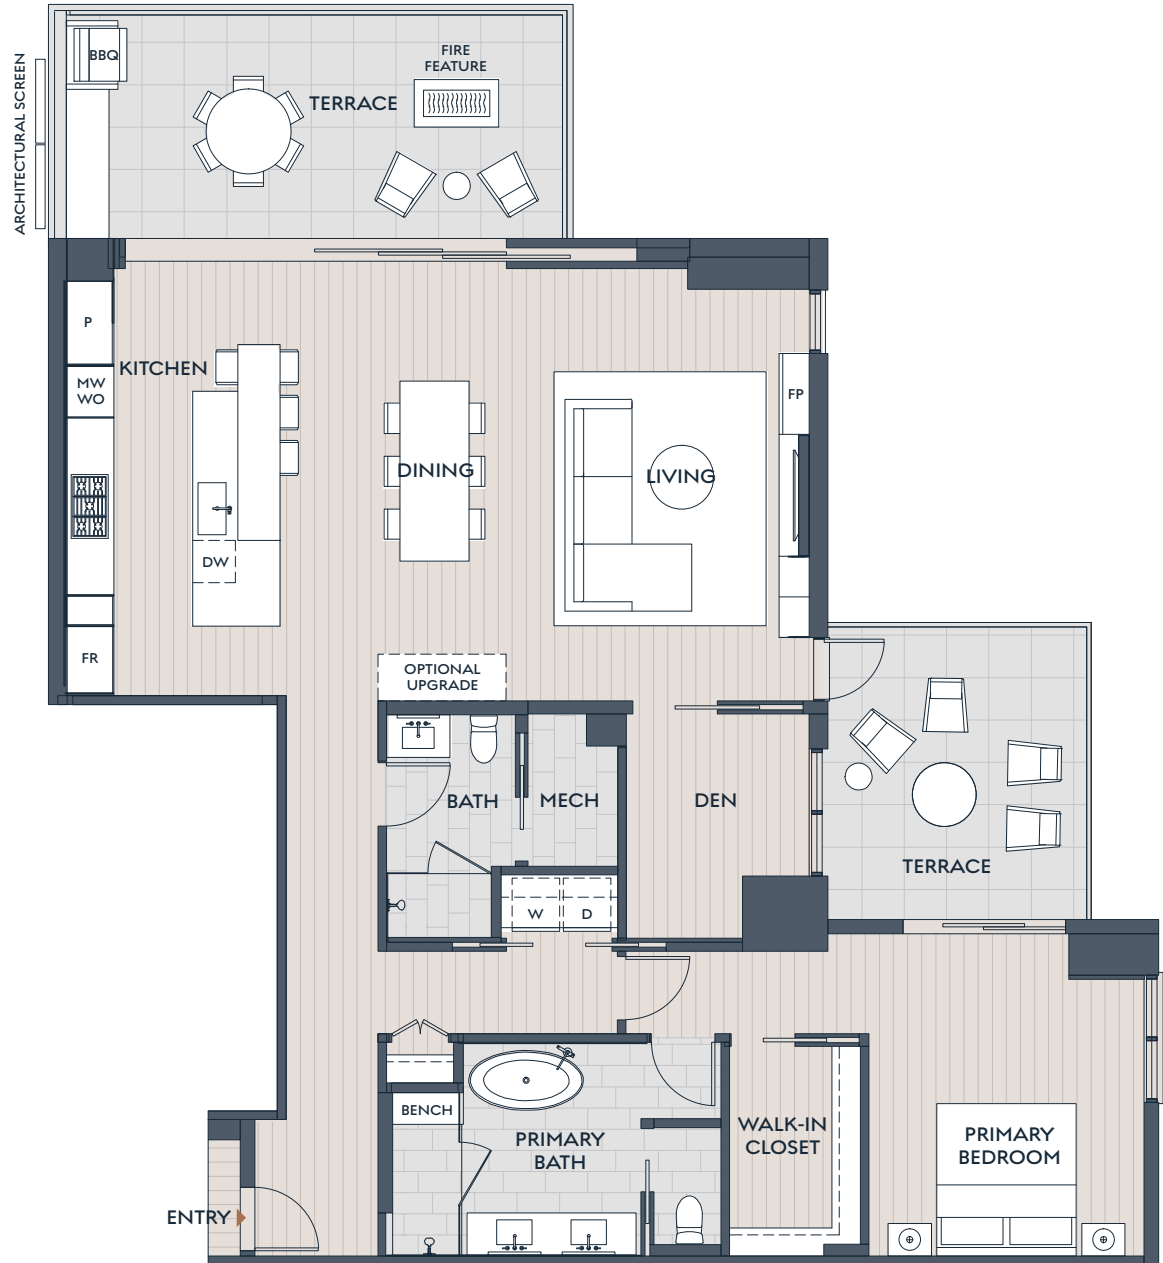 ARCHITECTURAL SCREEN
BBQ
FIRE
FEATURE
TERRACE
P
KITCHEN
MW
WO
FP
DINING
LIVING
DW
FR
OPTIONAL
UPGRADE
BATH
MECH
DEN
TERRACE
W
D
BENCH
PRIMARY
BATH
WALK-IN
CLOSET
PRIMARY
BEDROOM
ENTRY